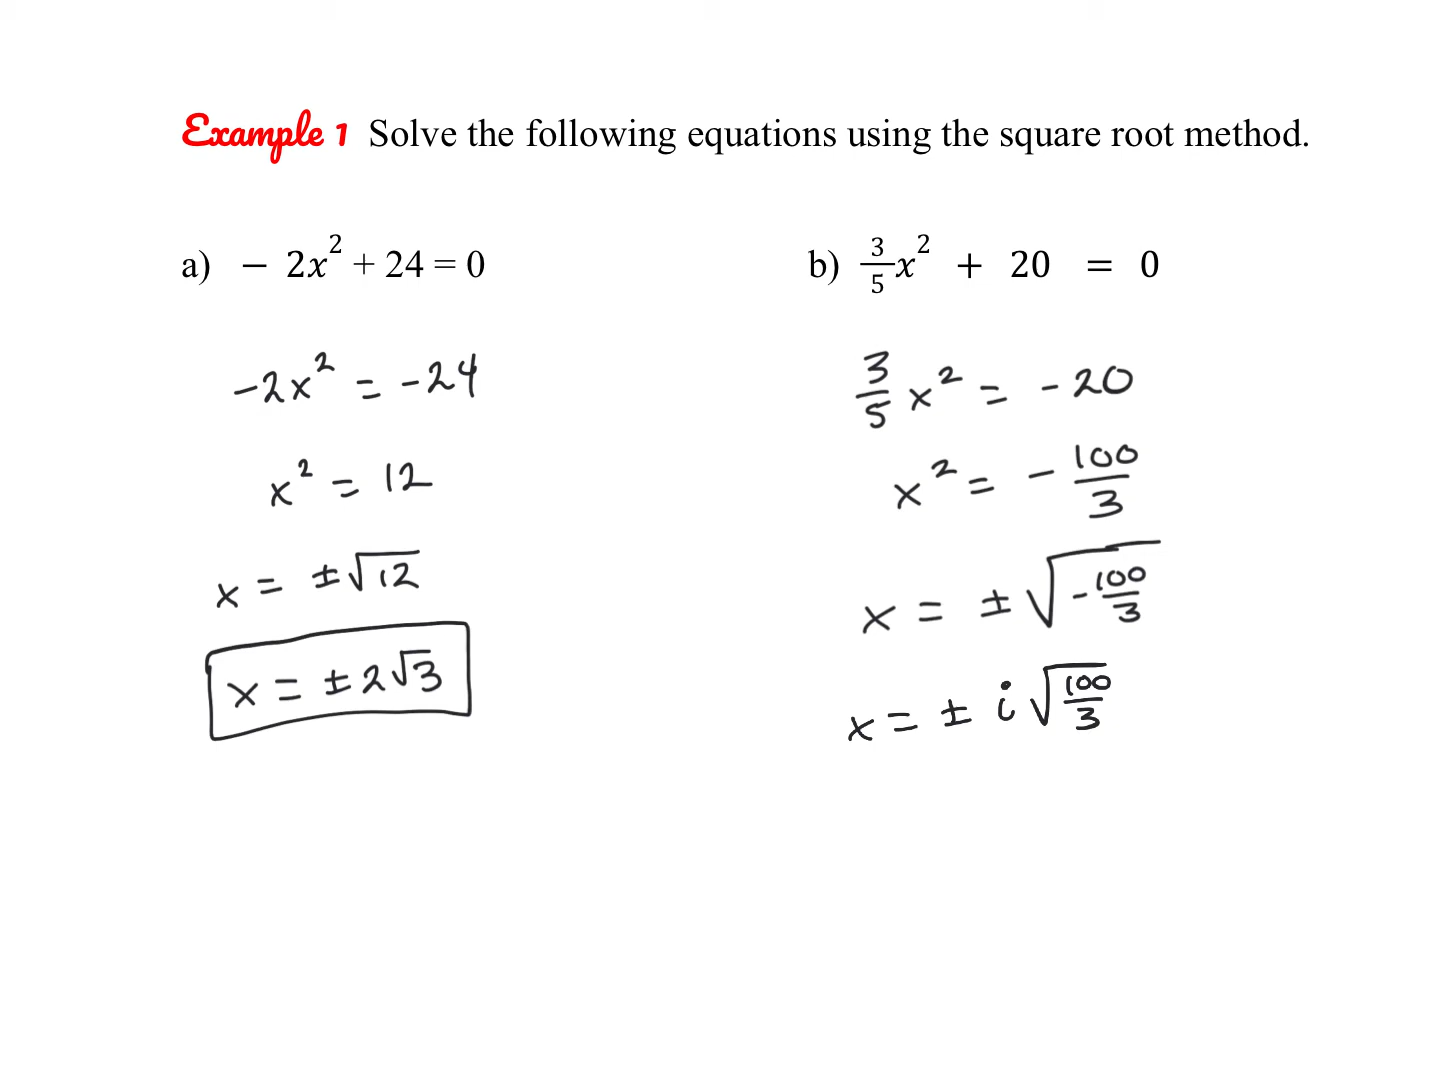 Example 1 Solve the following equations using the square root method.
a) − 2x² + 24 = 0
−2x² = −24
x² = 12
x = ±√12
x = ±2√3
b) 3/5 x² + 20 = 0
3/5 x² = −20
x² = − 100/3
x = ±√(−100/3)
x = ± i√(100/3)